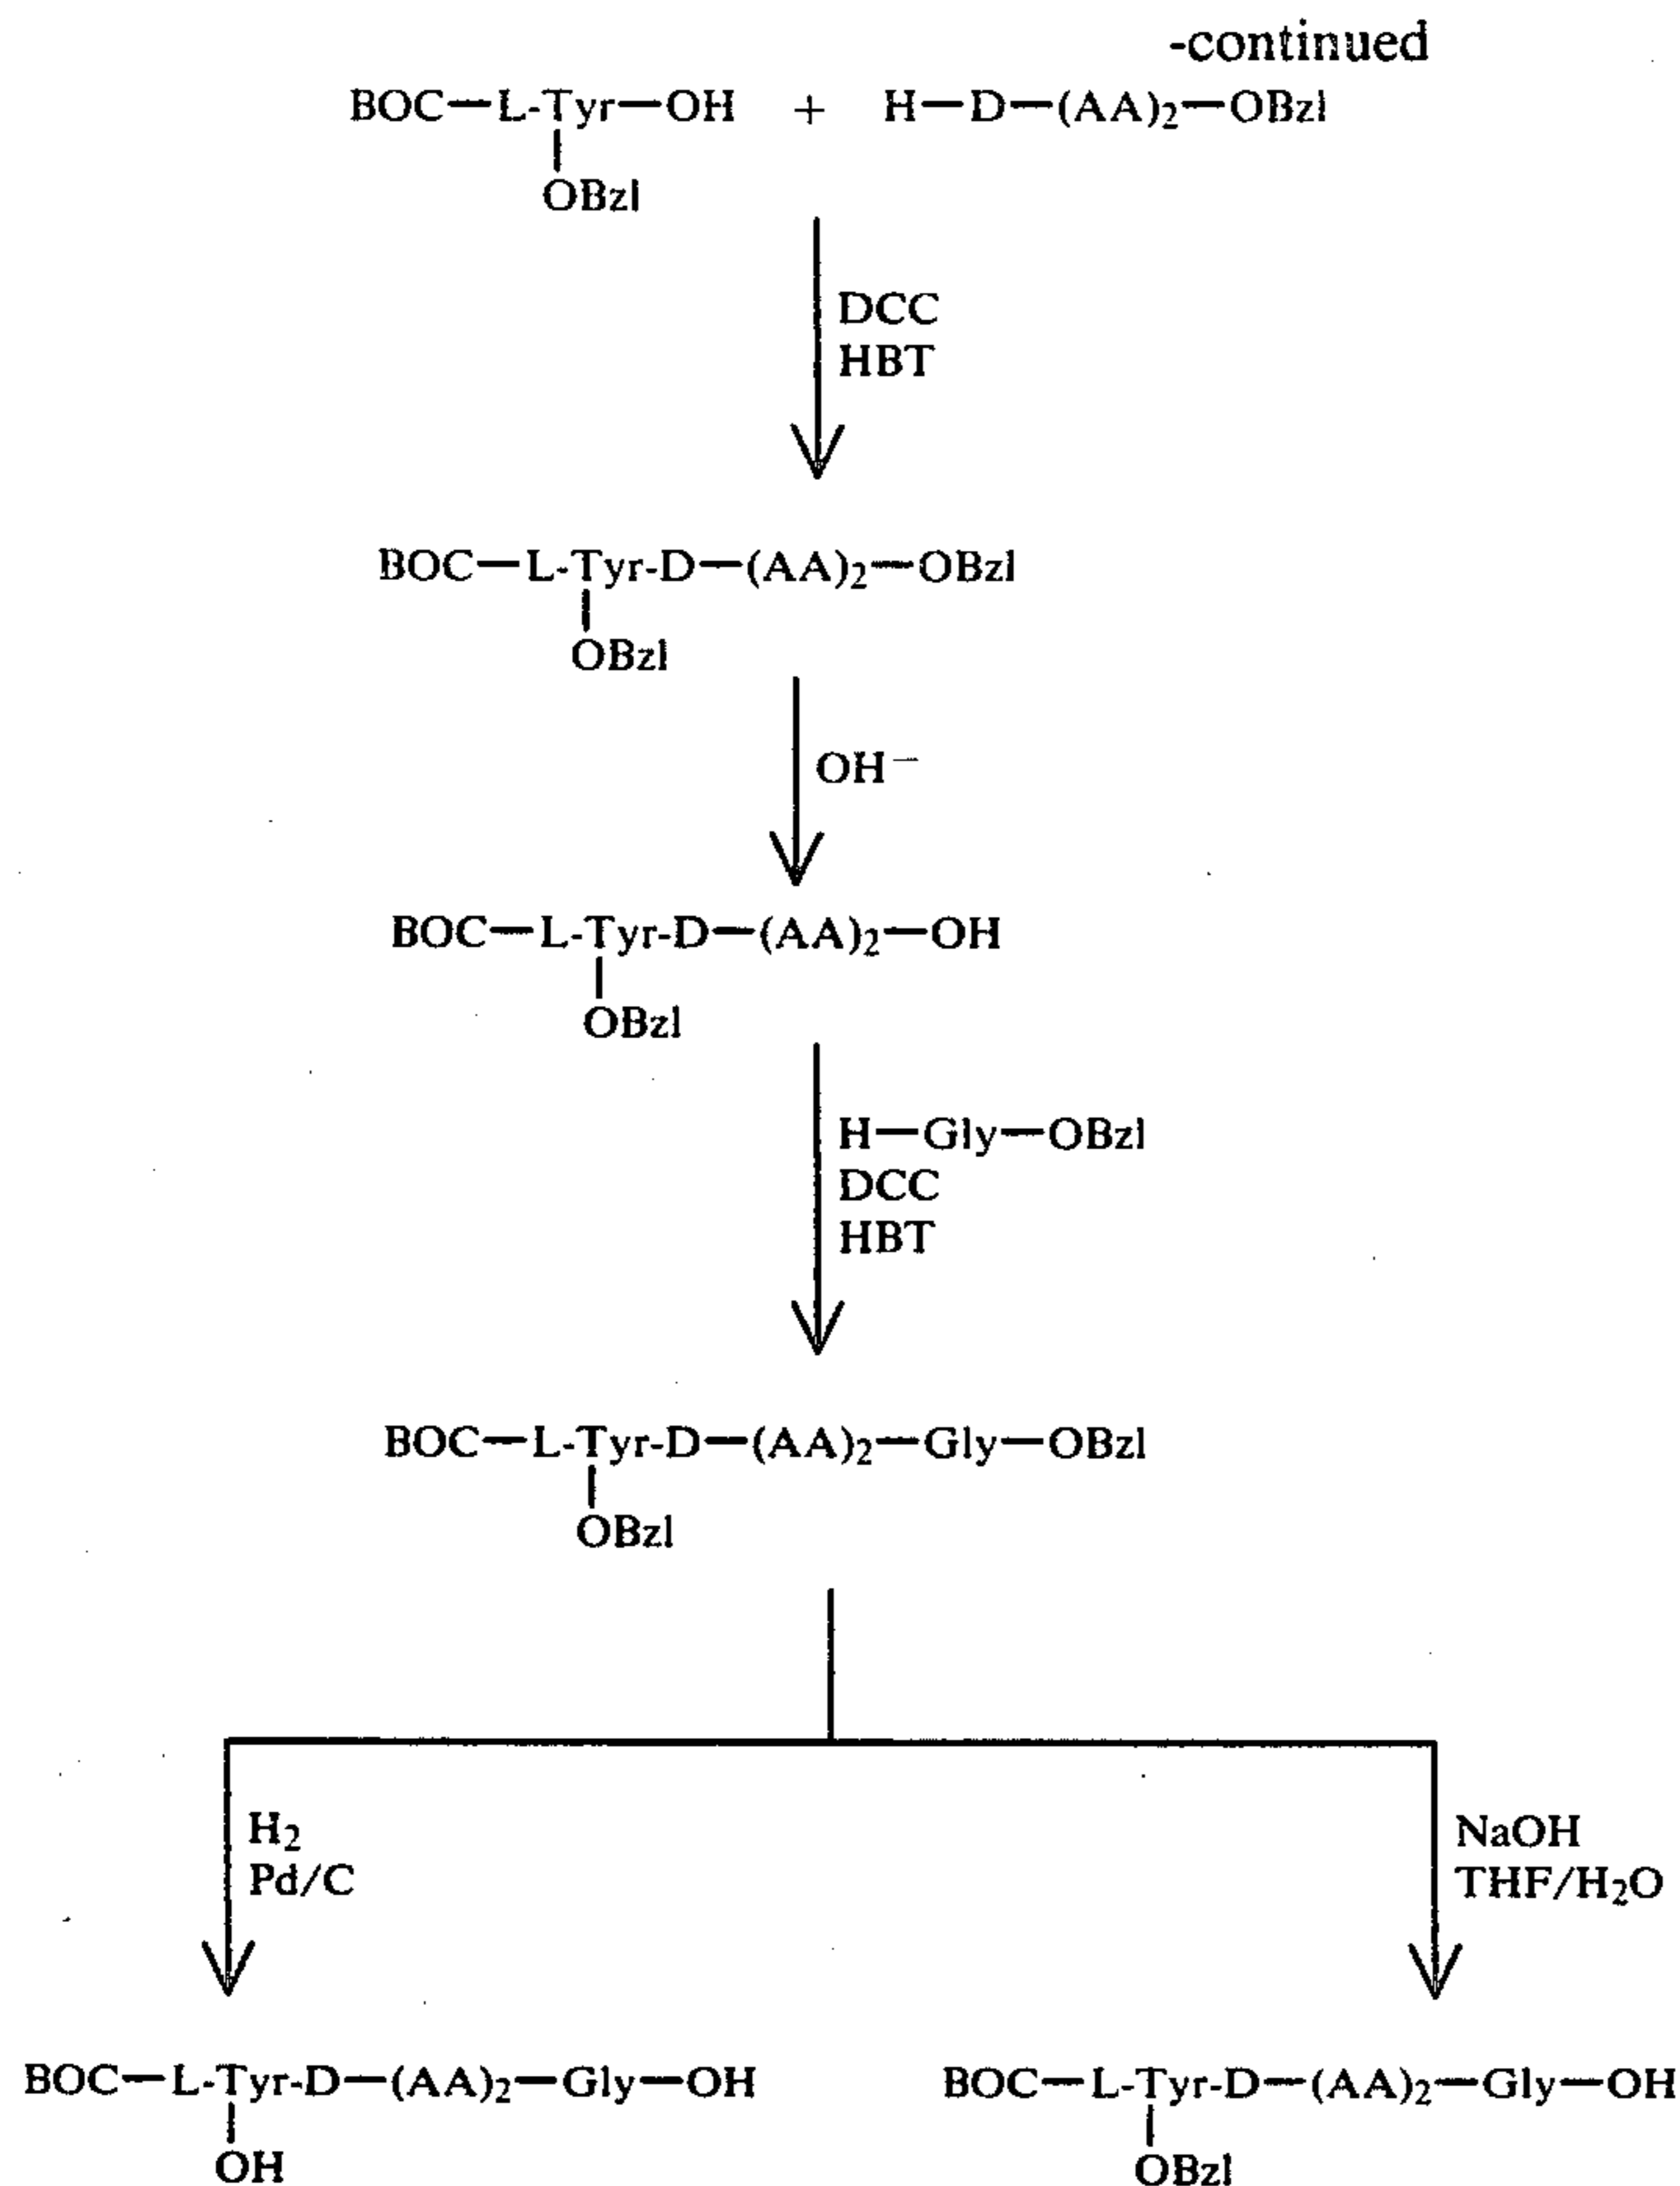 -continued
BOC—L-Tyr—OH + H—D—(AA)₂—OBzl
OBzl
DCC
HBT
BOC—L-Tyr-D—(AA)₂—OBzl
OBzl
OH⁻
BOC—L-Tyr-D—(AA)₂—OH
OBzl
H—Gly—OBzl
DCC
HBT
BOC—L-Tyr-D—(AA)₂—Gly—OBzl
OBzl
H₂
Pd/C
NaOH
THF/H₂O
BOC—L-Tyr-D—(AA)₂—Gly—OH
OH
BOC—L-Tyr-D—(AA)₂—Gly—OH
OBzl